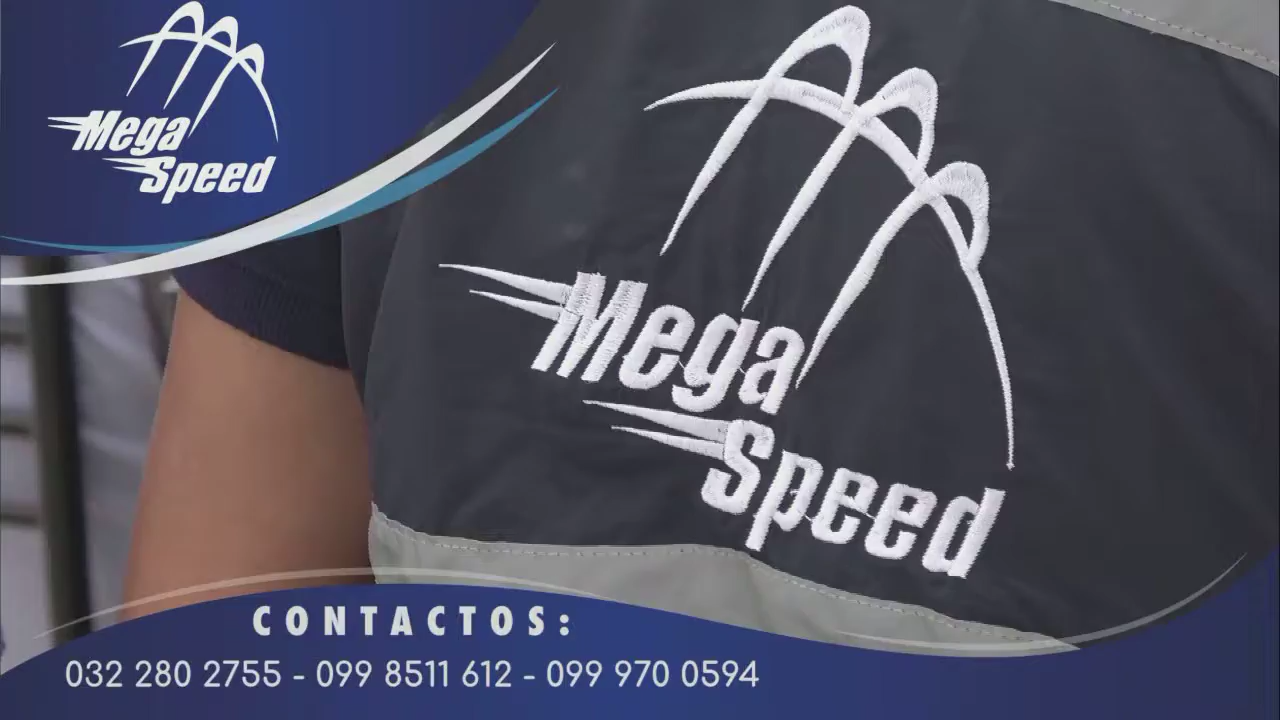 Mega
Speed
Mega
Speed
CONTACTOS:
032 280 2755 - 099 8511 612 - 099 970 0594